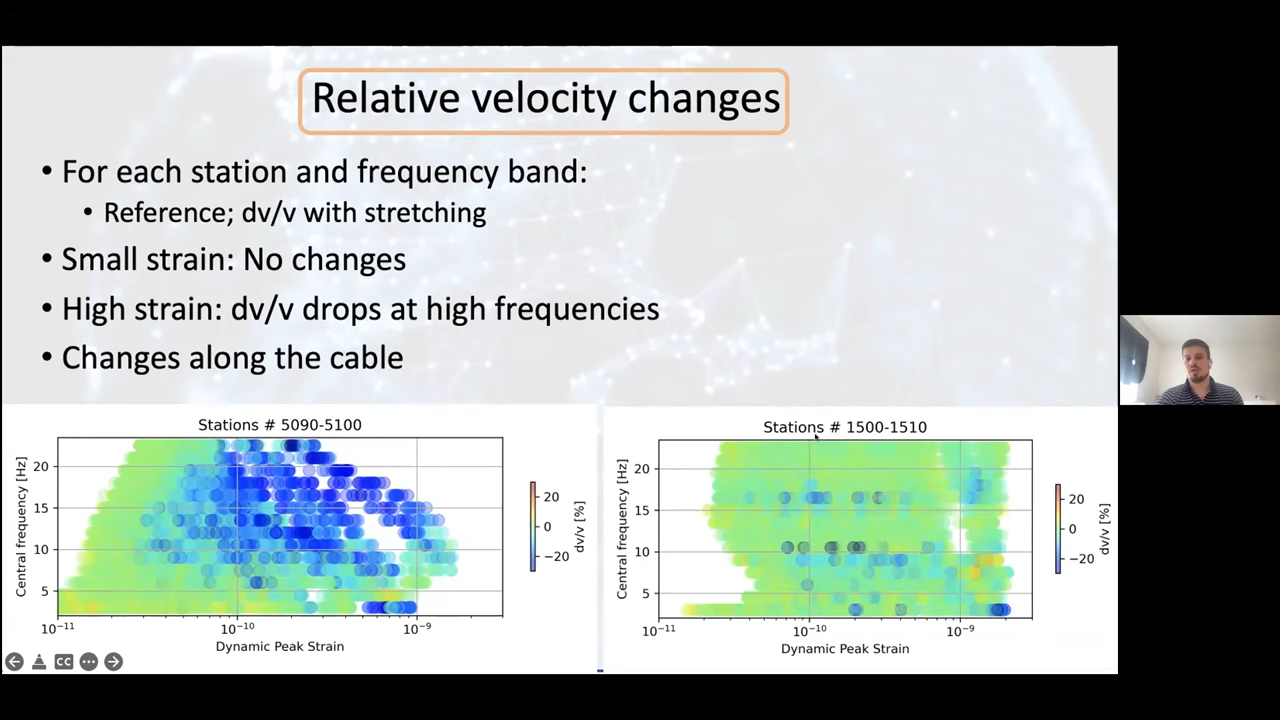 Relative velocity changes
• For each station and frequency band:
• Reference; dv/v with stretching
• Small strain: No changes
• High strain: dv/v drops at high frequencies
• Changes along the cable
Stations # 5090-5100
Central frequency [Hz]
20
15
10
5
10⁻¹¹
10⁻¹⁰
10⁻⁹
Dynamic Peak Strain
20
0
−20
dv/v [%]
Stations # 1500-1510
Central frequency [Hz]
20
15
10
5
10⁻¹¹
10⁻¹⁰
10⁻⁹
Dynamic Peak Strain
20
0
−20
dv/v [%]
CC